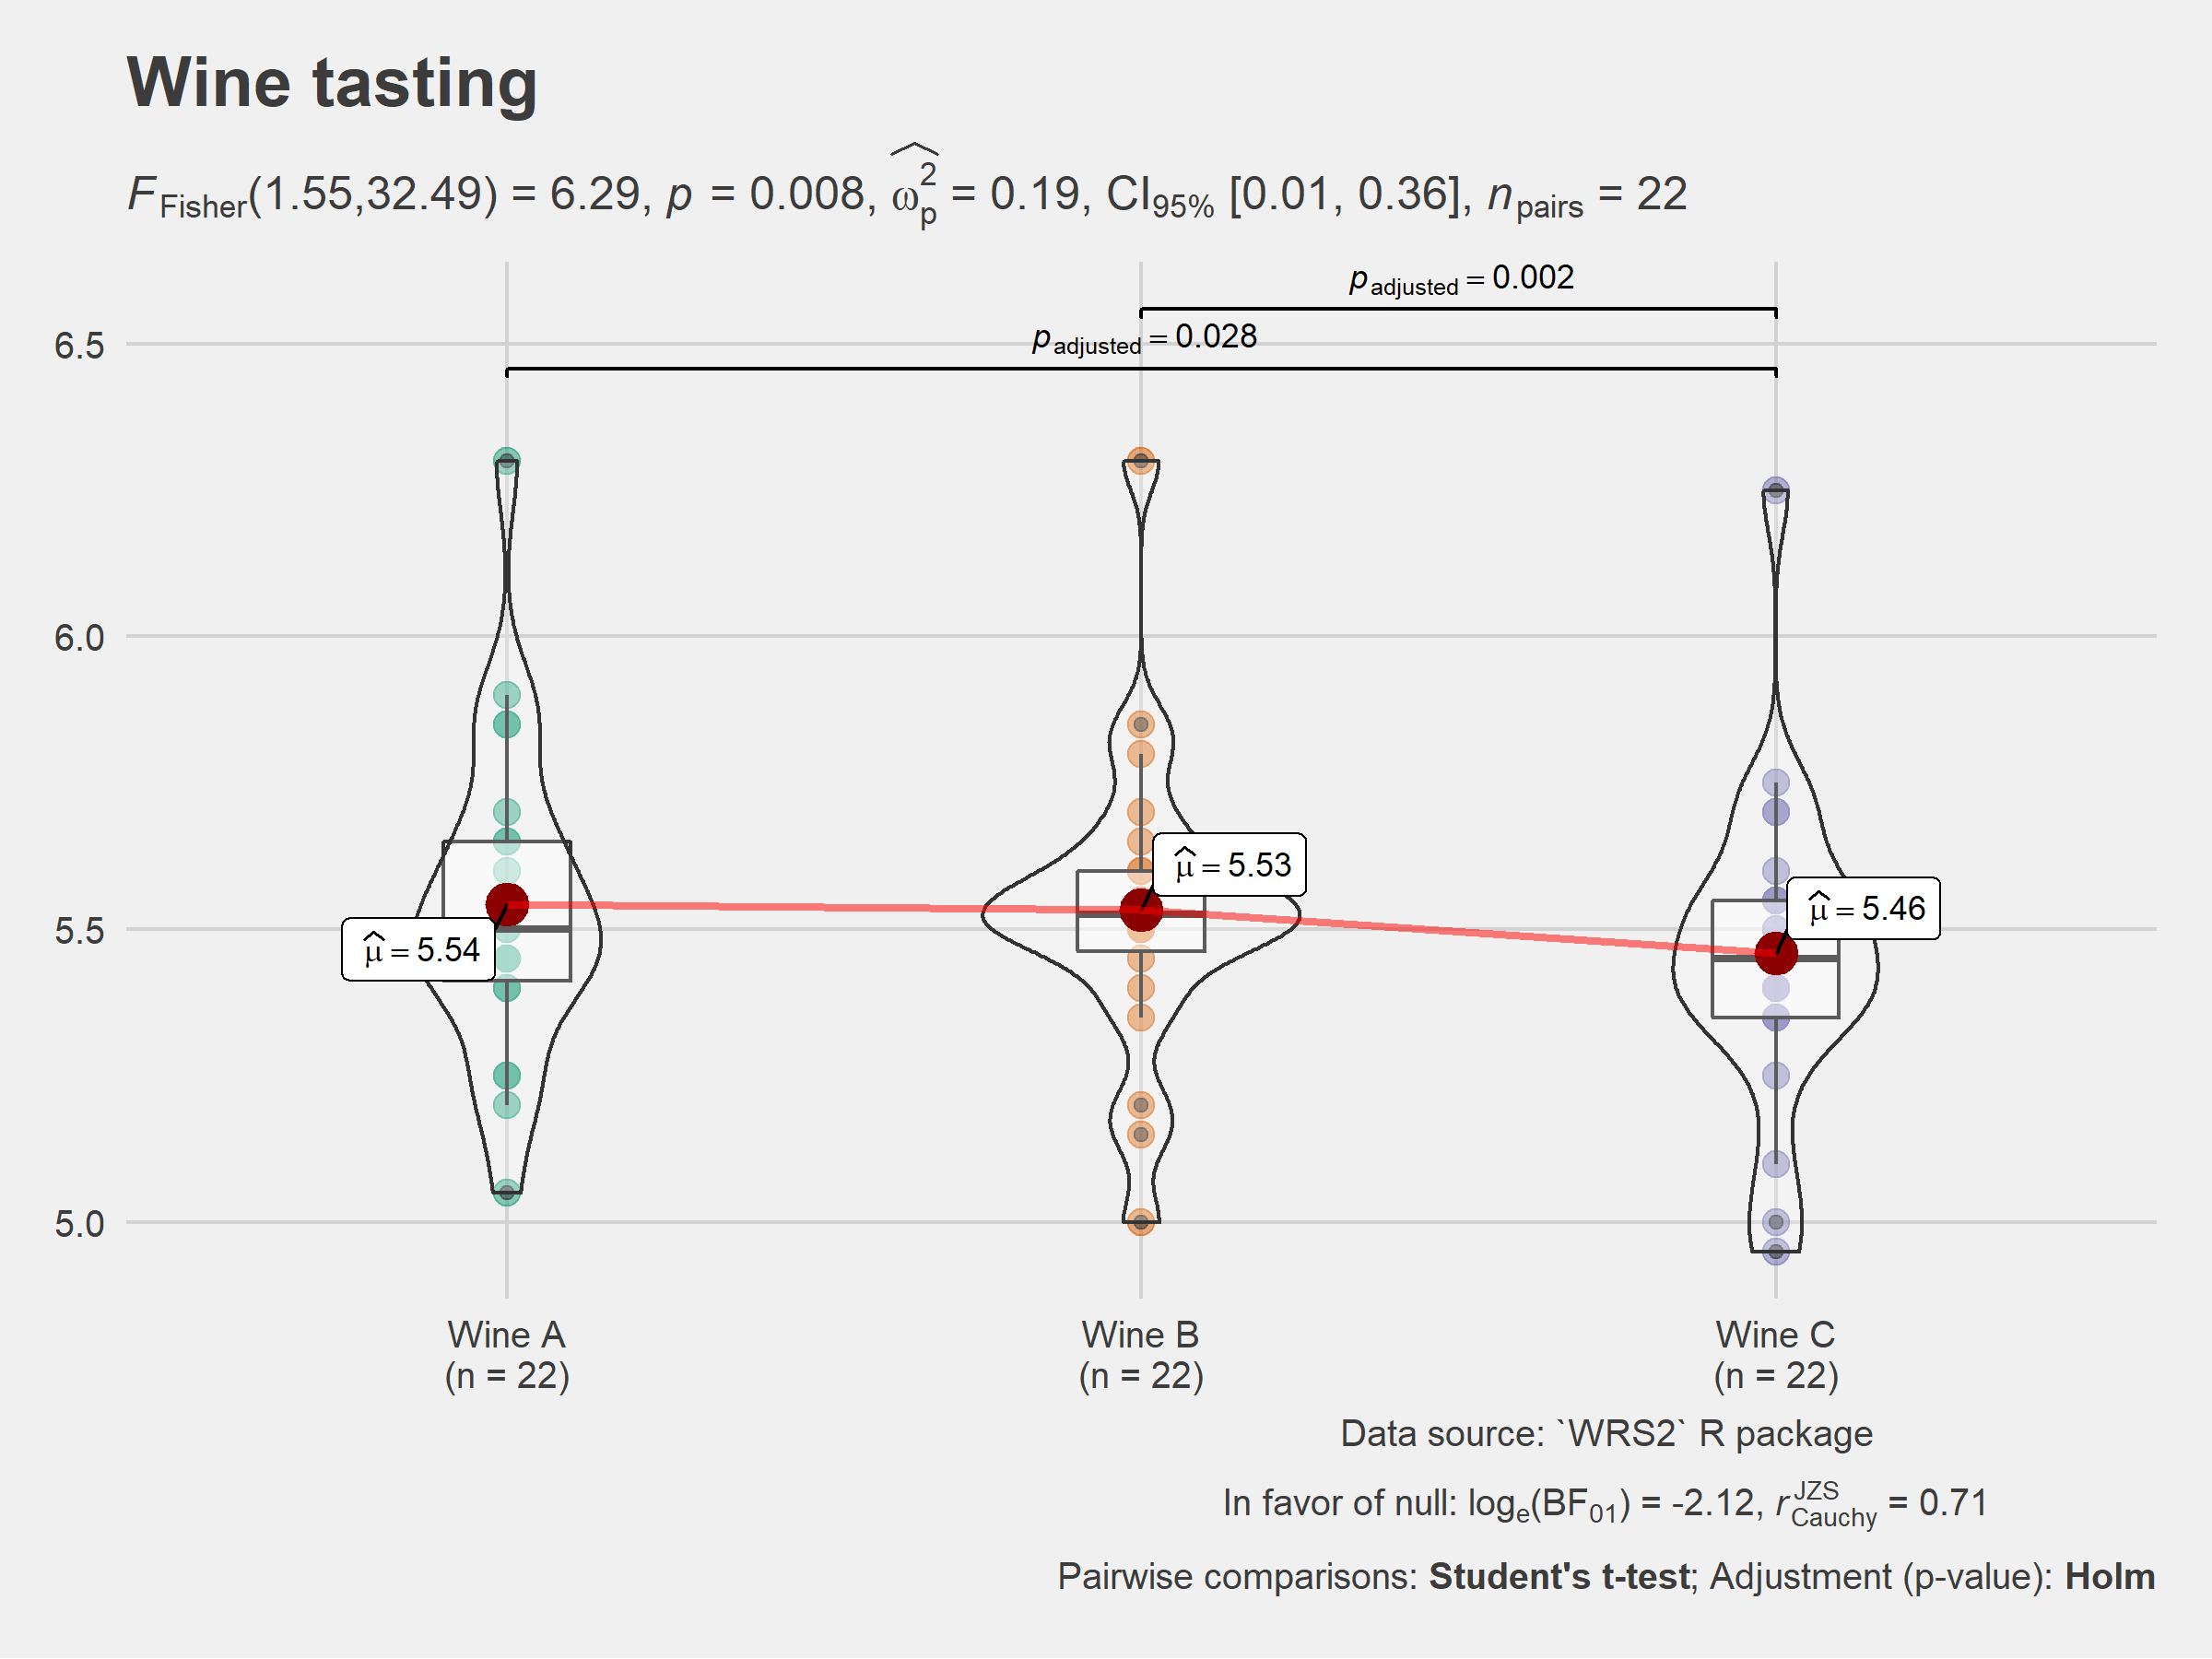 Wine tasting
F Fisher(1.55,32.49) = 6.29, p = 0.008, ω̂²p = 0.19, CI95% [0.01, 0.36], npairs = 22
padjusted = 0.002
padjusted = 0.028
6.5
6.0
5.5
5.0
μ̂ = 5.54
μ̂ = 5.53
μ̂ = 5.46
Wine A
(n = 22)
Wine B
(n = 22)
Wine C
(n = 22)
Data source: `WRS2` R package
In favor of null: loge(BF01) = -2.12, r JZS Cauchy = 0.71
Pairwise comparisons: Student's t-test; Adjustment (p-value): Holm